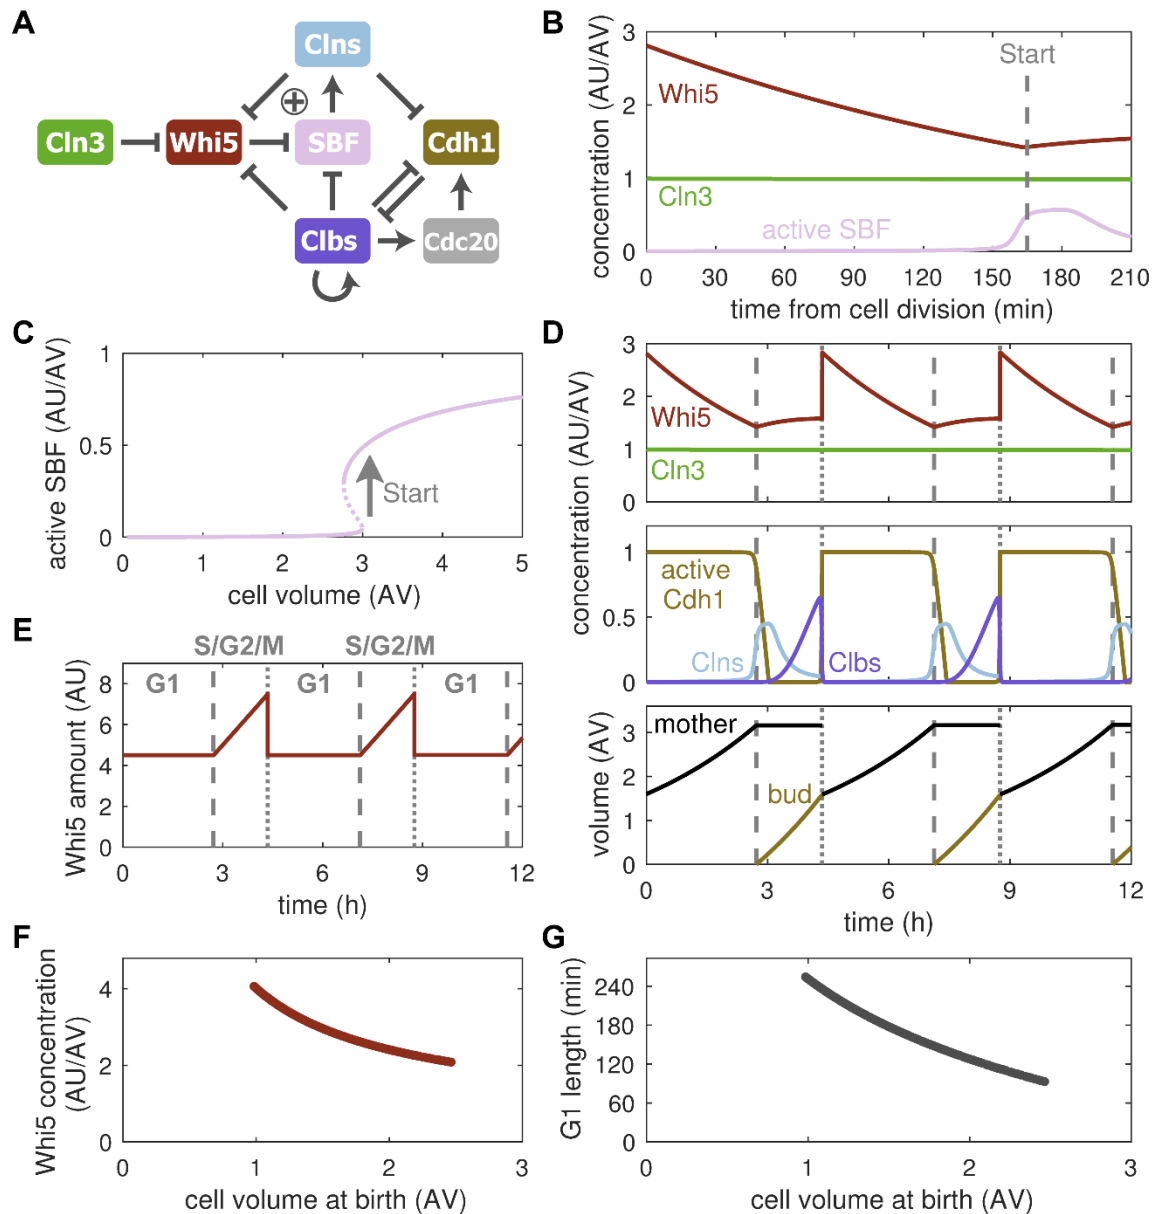 A
Clns
Cln3
Whi5
SBF
Cdh1
Clbs
Cdc20
B
concentration (AU/AV)
3
2
1
0
Whi5
Start
Cln3
active SBF
0 30 60 90 120 150 180 210
time from cell division (min)
C
active SBF (AU/AV)
1
0.5
0
Start
0 1 2 3 4 5
cell volume (AV)
D
concentration (AU/AV)
3
2
1
0
Whi5
Cln3
1
0.5
0
active
Cdh1
Clns
Clbs
volume (AV)
3
2
1
0
mother
bud
0 3 6 9 12
time (h)
E
S/G2/M S/G2/M
G1 G1 G1
Whi5 amount (AU)
8
6
4
2
0
0 3 6 9 12
time (h)
F
Whi5 concentration
(AU/AV)
4
2
0
0 1 2 3
cell volume at birth (AV)
G
G1 length (min)
240
180
120
60
0
0 1 2 3
cell volume at birth (AV)